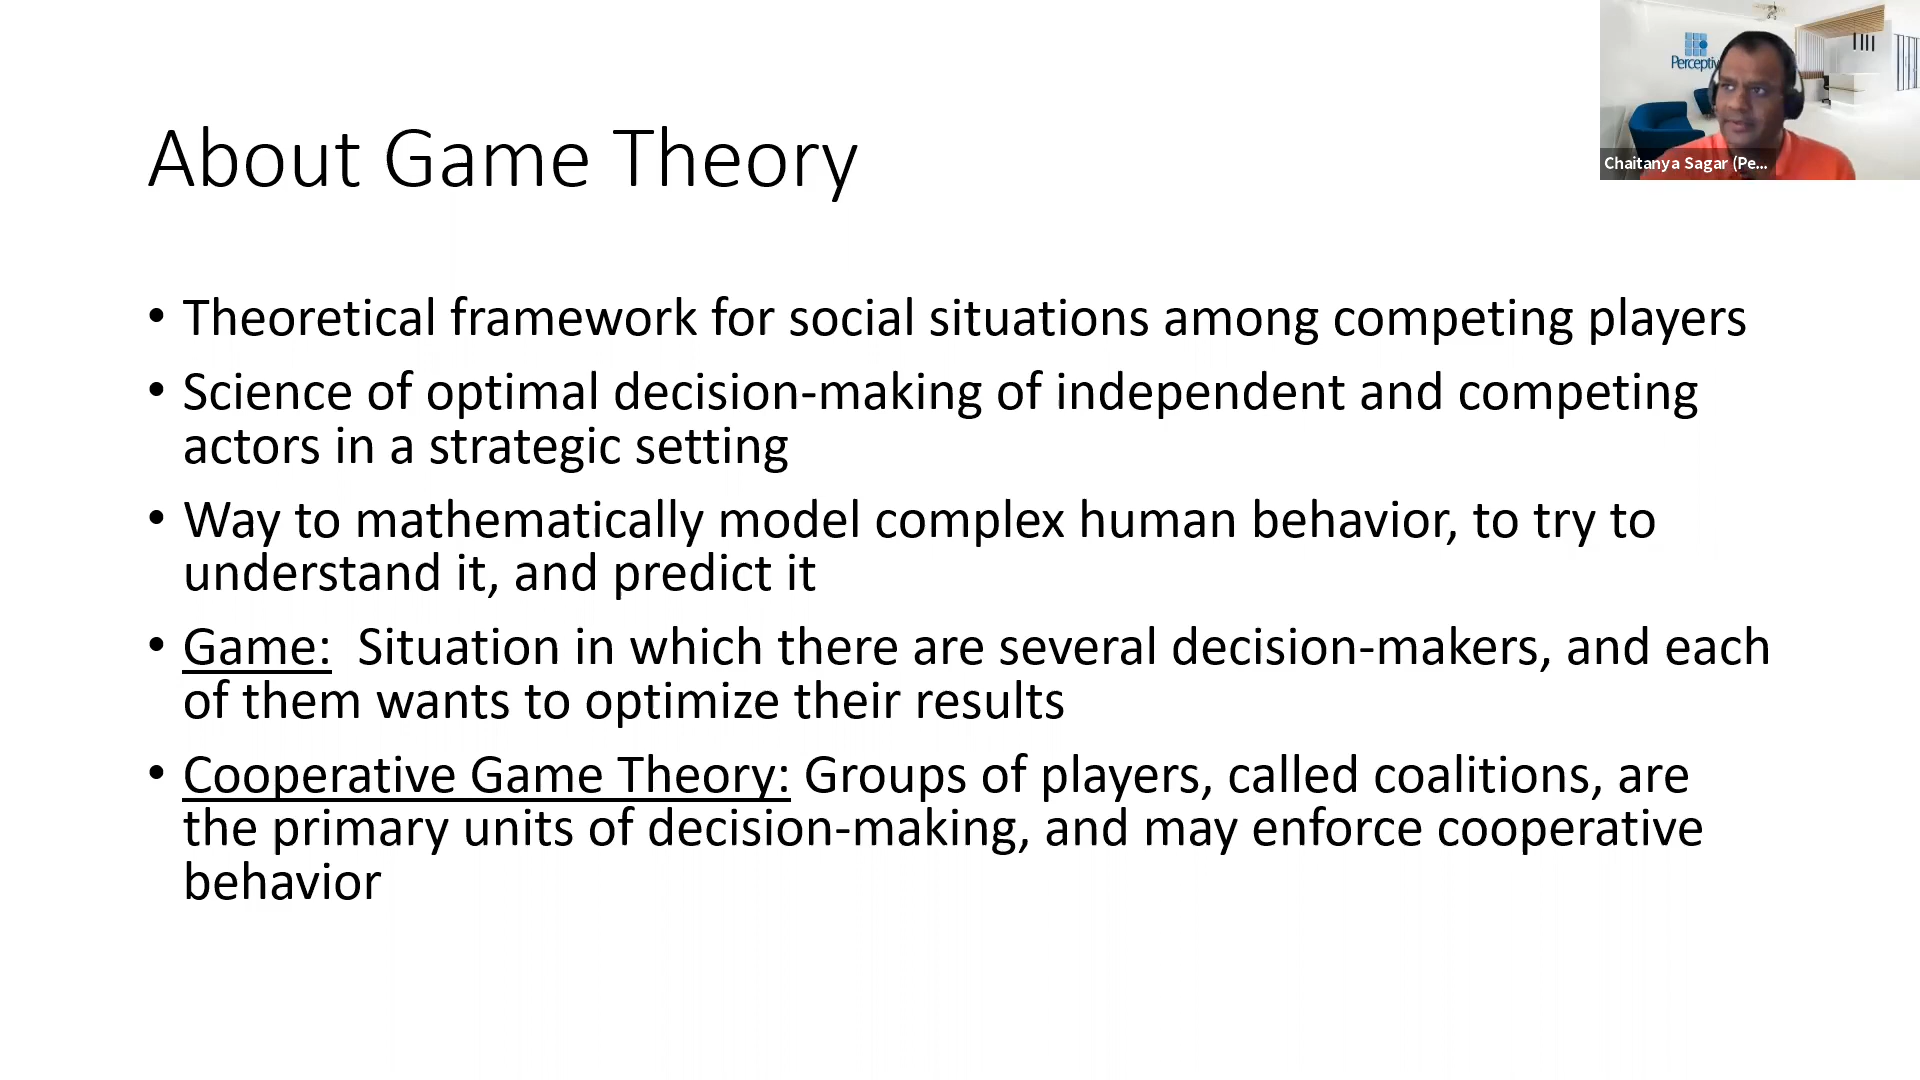 About Game Theory
• Theoretical framework for social situations among competing players
• Science of optimal decision-making of independent and competing
actors in a strategic setting
• Way to mathematically model complex human behavior, to try to
understand it, and predict it
• Game:  Situation in which there are several decision-makers, and each
of them wants to optimize their results
• Cooperative Game Theory: Groups of players, called coalitions, are
the primary units of decision-making, and may enforce cooperative
behavior
Perceptiv
Chaitanya Sagar (Pe...